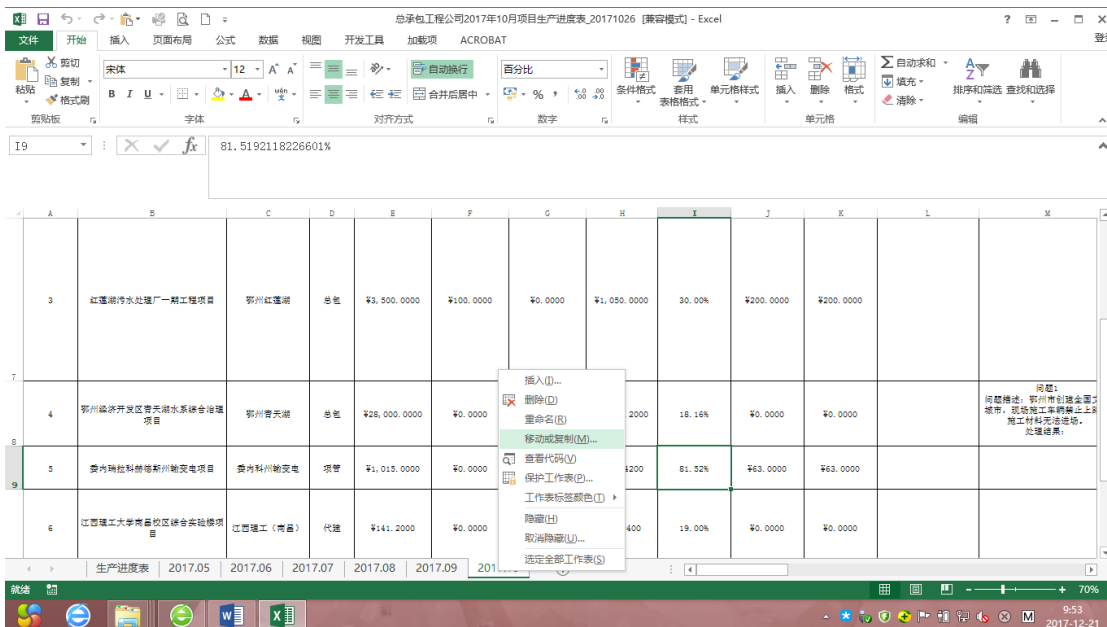 总承包工程公司2017年10月项目生产进度表_20171026 [兼容模式] - Excel
文件 开始 插入 页面布局 公式 数据 视图 开发工具 加载项 ACROBAT
剪切
复制
格式刷
粘贴
剪贴板
宋体 12
B I U A
字体
自动换行
合并后居中
对齐方式
百分比
%
数字
条件格式 套用表格格式 单元格样式
样式
插入 删除 格式
单元格
自动求和
填充
清除
排序和筛选 查找和选择
编辑
I9 fx 81.5192118226601%
A B C D E F G H I J K L M
7 3 红莲湖污水处理厂一期工程项目 鄂州红莲湖 总包 ¥3,500.0000 ¥100.0000 ¥0.0000 ¥1,050.0000 30.00% ¥200.0000 ¥200.0000
8 4 鄂州经济开发区青天湖水系综合治理项目 鄂州青天湖 总包 ¥28,000.0000 ¥0.0000 2000 18.16% ¥0.0000 ¥0.0000
问题1
问题描述：鄂州市创建全国文
城市，现场施工车辆禁止上
施工材料无法进场。
处理结果：
9 5 委内瑞拉科赫德斯州输变电项目 委内科州输变电 项管 ¥1,015.0000 ¥0.0000 4200 81.52% ¥63.0000 ¥63.0000
6 江西理工大学南昌校区综合实验楼项目 江西理工（南昌） 代建 ¥141.2000 ¥0.0000 400 19.00% ¥0.0000 ¥0.0000
插入(I)...
删除(D)
重命名(R)
移动或复制(M)...
查看代码(V)
保护工作表(P)...
工作表标签颜色(T)
隐藏(H)
取消隐藏(U)...
选定全部工作表(S)
生产进度表 2017.05 2017.06 2017.07 2017.08 2017.09 201
就绪 70%
9:53
2017-12-21